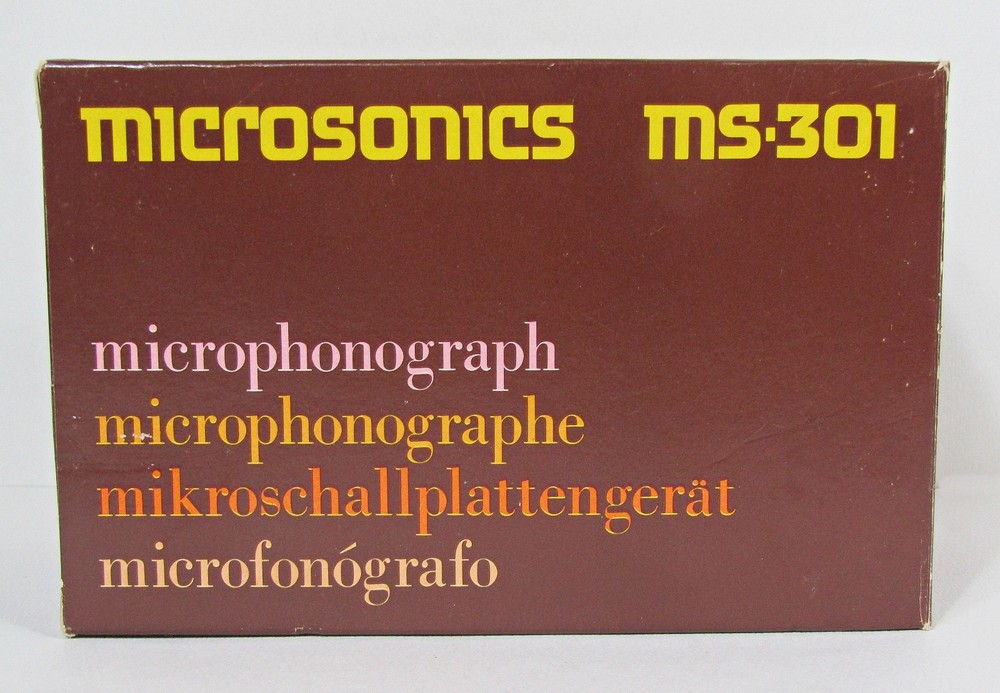 microsonics ms·301
microphonograph
microphonographe
mikroschallplattengerät
microfonógrafo